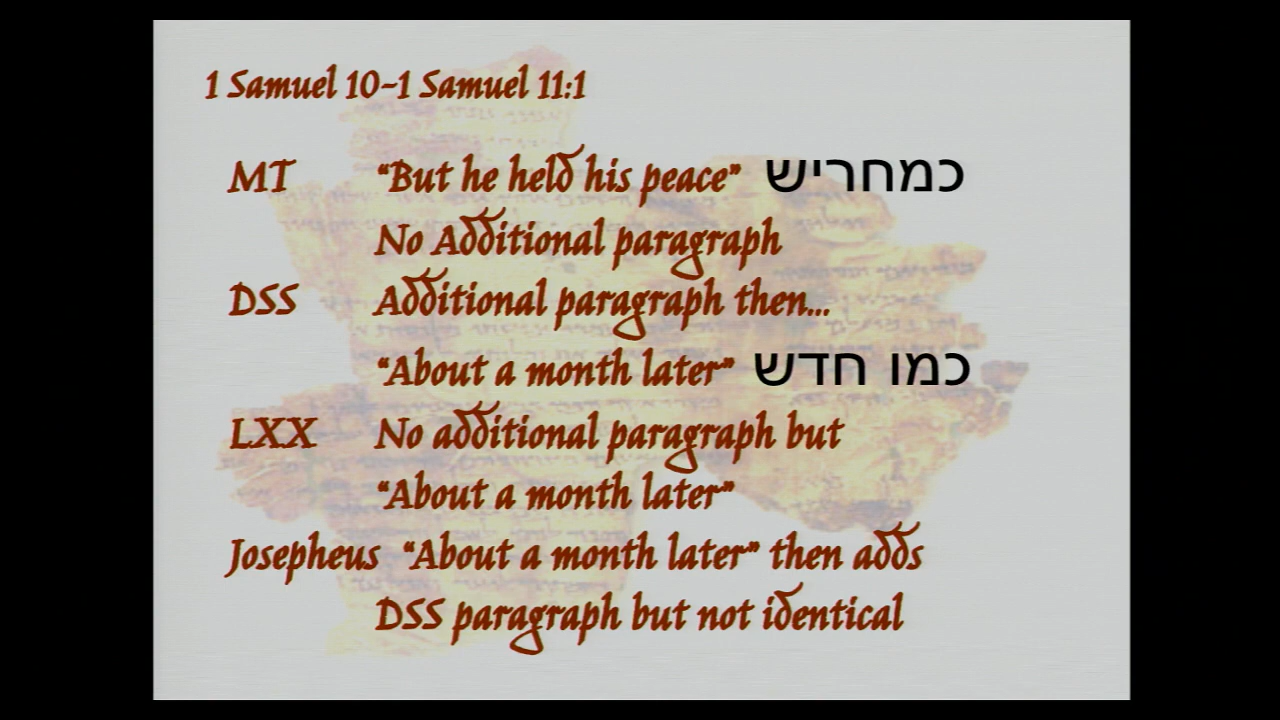 1 Samuel 10-1 Samuel 11:1
MT "But he held his peace" כמחריש
No Additional paragraph
DSS Additional paragraph then...
"About a month later" כמו חדש
LXX No additional paragraph but
"About a month later"
Josepheus "About a month later" then adds
DSS paragraph but not identical